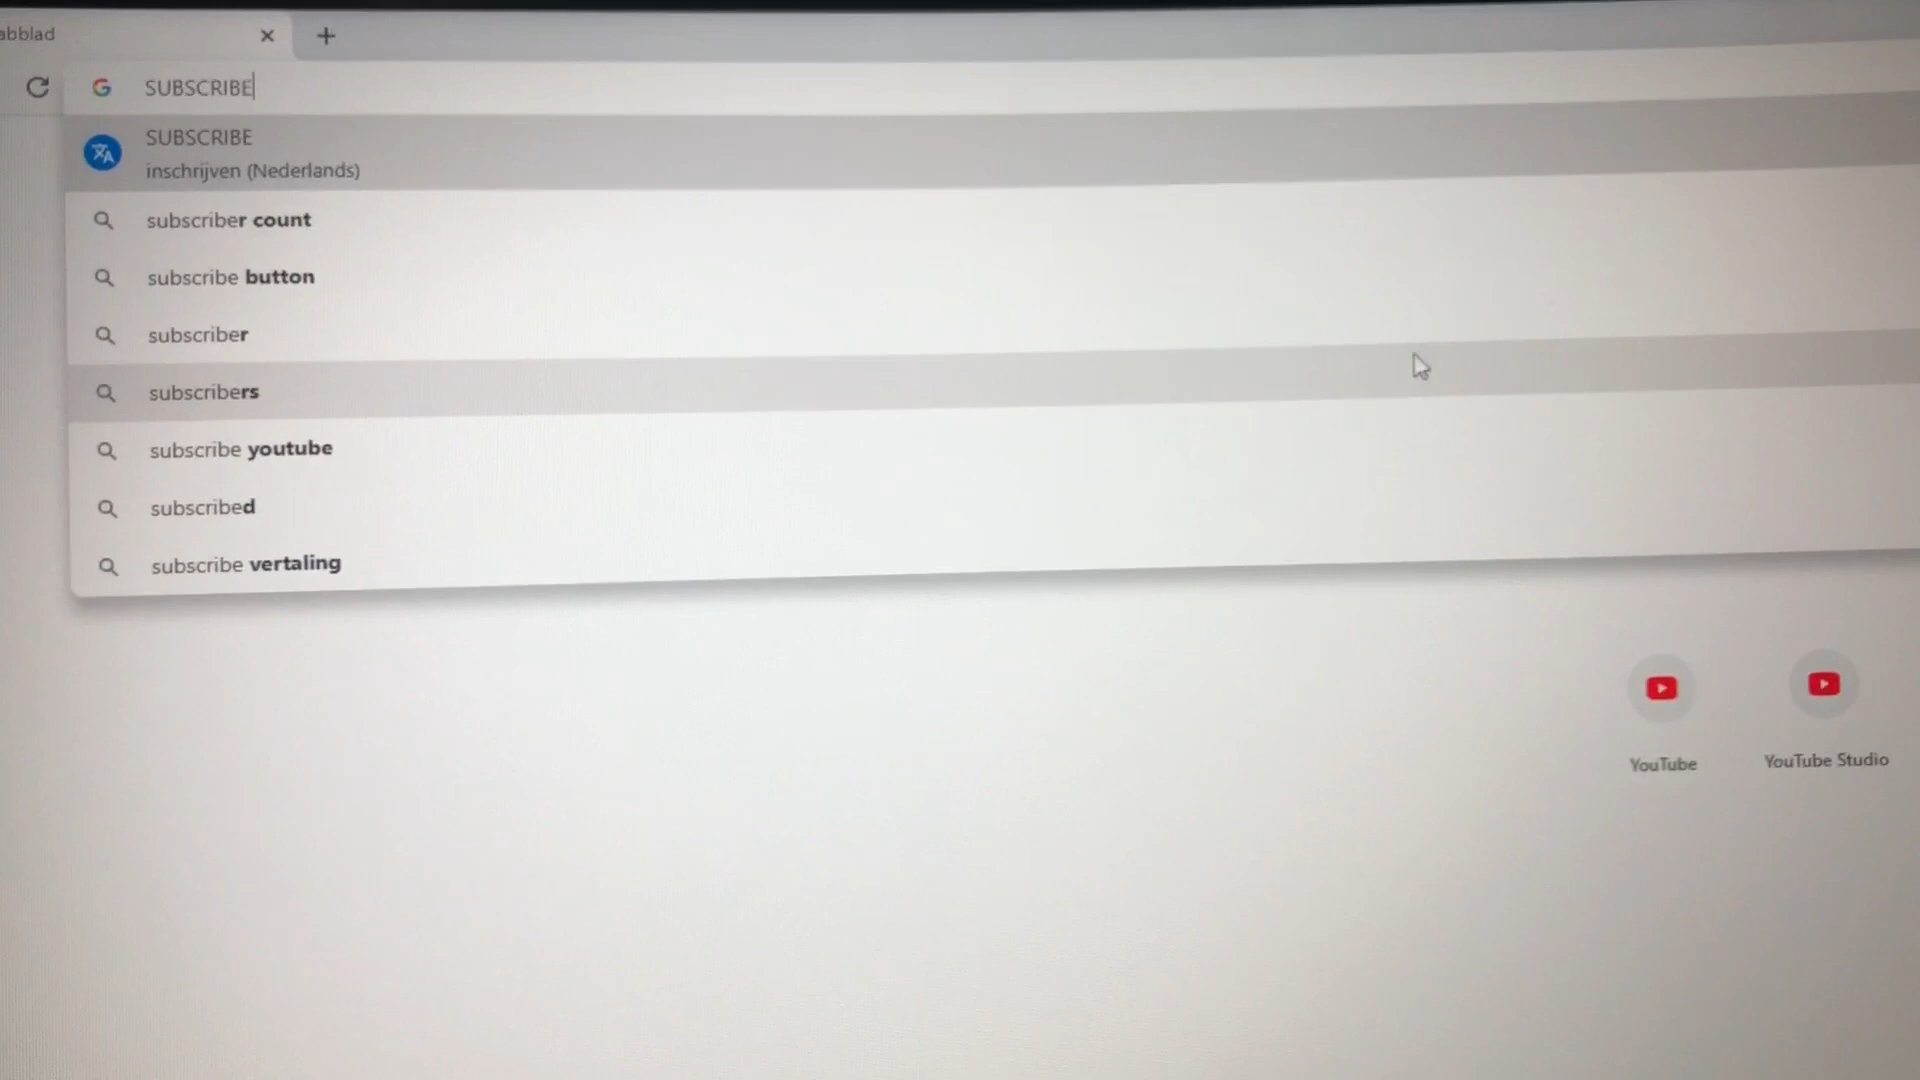 abblad
SUBSCRIBE
SUBSCRIBE
inschrijven (Nederlands)
subscriber count
subscribe button
subscriber
subscribers
subscribe youtube
subscribed
subscribe vertaling
YouTube
YouTube Studio